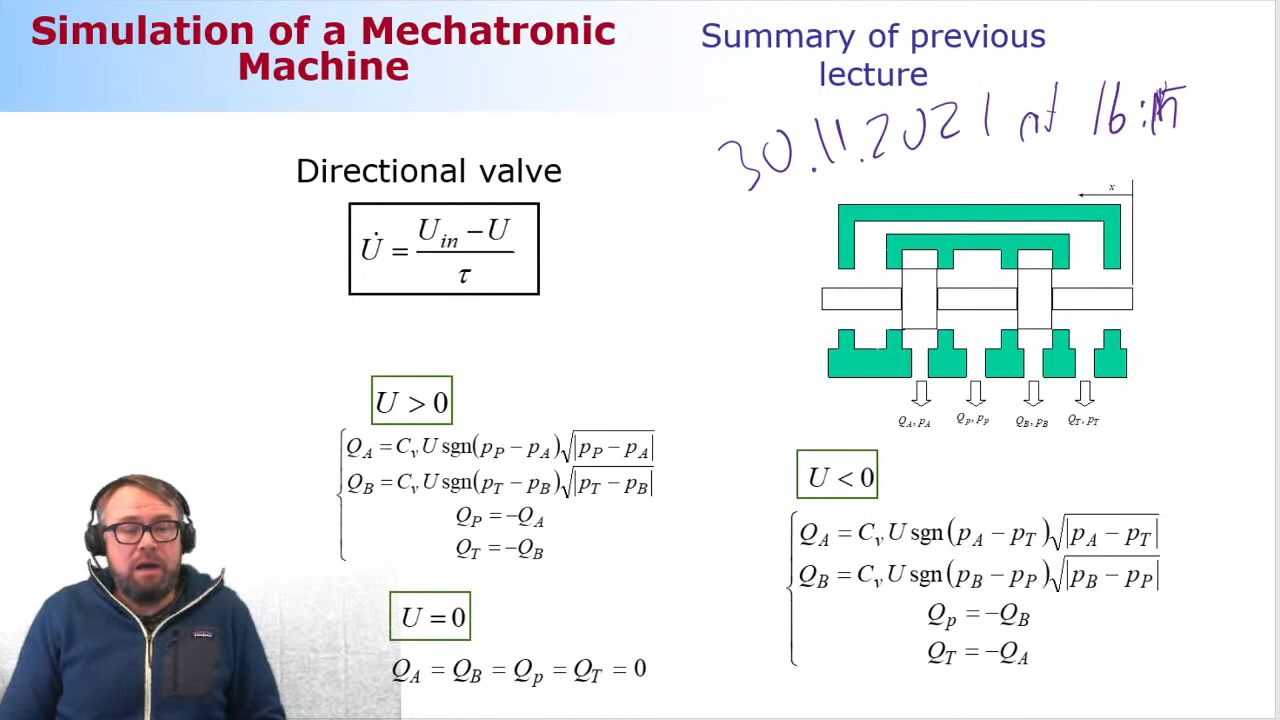 Simulation of a Mechatronic
Machine
Summary of previous
lecture
30.11.2021 at 16:15
Directional valve
U̇ = (U_in − U) / τ
x
Q_A, p_A Q_P, p_P Q_B, p_B Q_T, p_T
U > 0
Q_A = C_v U sgn(p_P − p_A)√|p_P − p_A|
Q_B = C_v U sgn(p_T − p_B)√|p_T − p_B|
Q_P = −Q_A
Q_T = −Q_B
U = 0
Q_A = Q_B = Q_p = Q_T = 0
U < 0
Q_A = C_v U sgn(p_A − p_T)√|p_A − p_T|
Q_B = C_v U sgn(p_B − p_P)√|p_B − p_P|
Q_p = −Q_B
Q_T = −Q_A